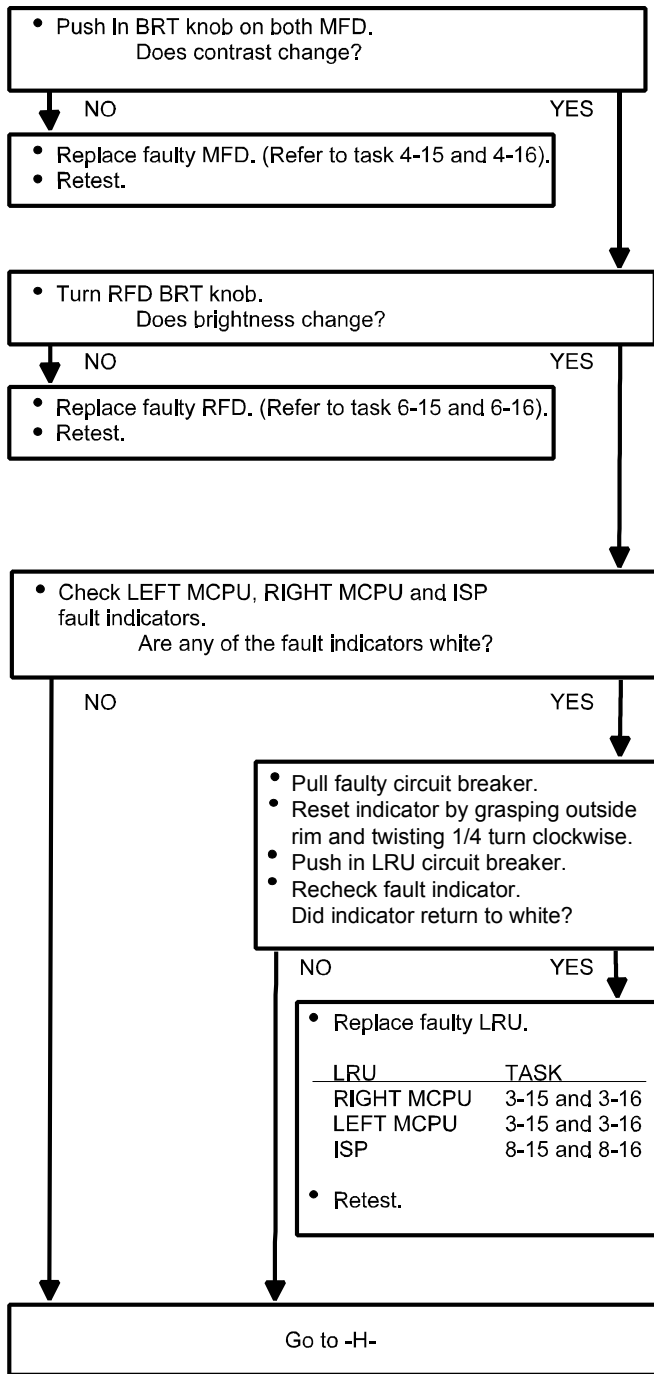 • Push In BRT knob on both MFD.
Does contrast change?
NO YES
• Replace faulty MFD. (Refer to task 4-15 and 4-16).
• Retest.
• Turn RFD BRT knob.
Does brightness change?
NO YES
• Replace faulty RFD. (Refer to task 6-15 and 6-16).
• Retest.
• Check LEFT MCPU, RIGHT MCPU and ISP
fault indicators.
Are any of the fault indicators white?
NO YES
• Pull faulty circuit breaker.
• Reset indicator by grasping outside
rim and twisting 1/4 turn clockwise.
• Push in LRU circuit breaker.
• Recheck fault indicator.
Did indicator return to white?
NO YES
• Replace faulty LRU.
LRU TASK
RIGHT MCPU 3-15 and 3-16
LEFT MCPU 3-15 and 3-16
ISP 8-15 and 8-16
• Retest.
Go to -H-